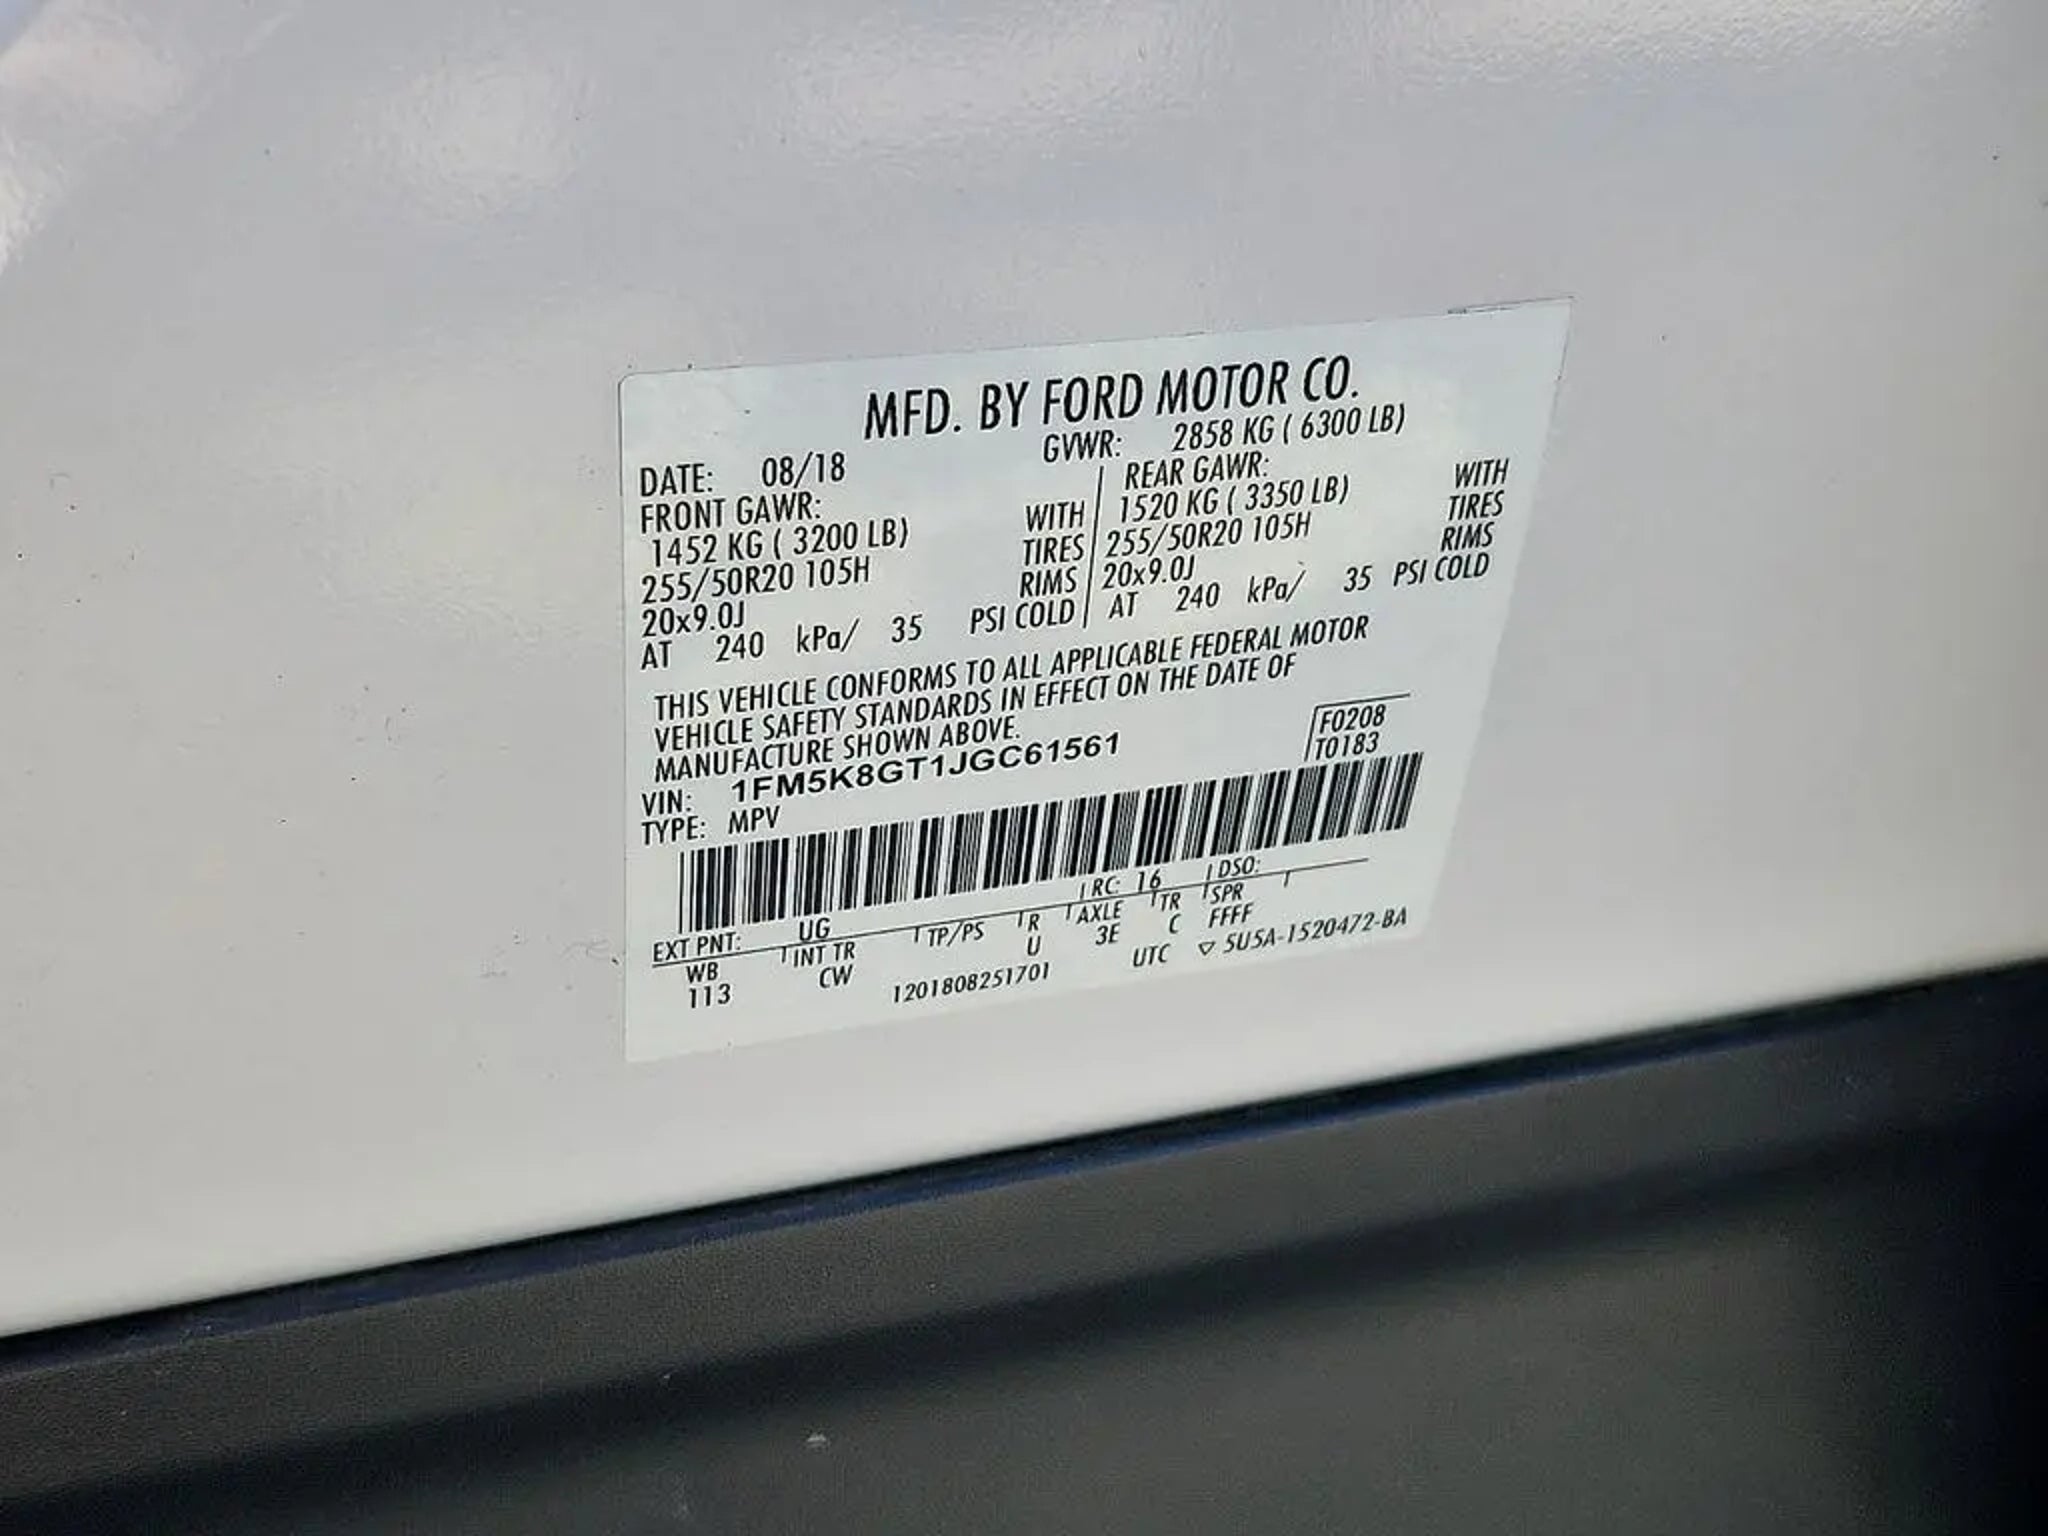 MFD. BY FORD MOTOR CO.
DATE: 08/18 GVWR: 2858 KG ( 6300 LB)
FRONT GAWR: WITH
1452 KG ( 3200 LB) TIRES
255/50R20 105H RIMS
20x9.0J
AT 240 kPa/ 35 PSI COLD
REAR GAWR: WITH
1520 KG ( 3350 LB) TIRES
255/50R20 105H RIMS
20x9.0J
AT 240 kPa/ 35 PSI COLD
THIS VEHICLE CONFORMS TO ALL APPLICABLE FEDERAL MOTOR
VEHICLE SAFETY STANDARDS IN EFFECT ON THE DATE OF
MANUFACTURE SHOWN ABOVE.
F0208
T0183
VIN: 1FM5K8GT1JGC61561
TYPE: MPV
EXT PNT: UG RC: 16 DSO:
WB INT TR TP/PS R AXLE TR SPR
113 CW U 3E C FFFF
1201808251701 UTC ▽ 5U5A-1520472-BA